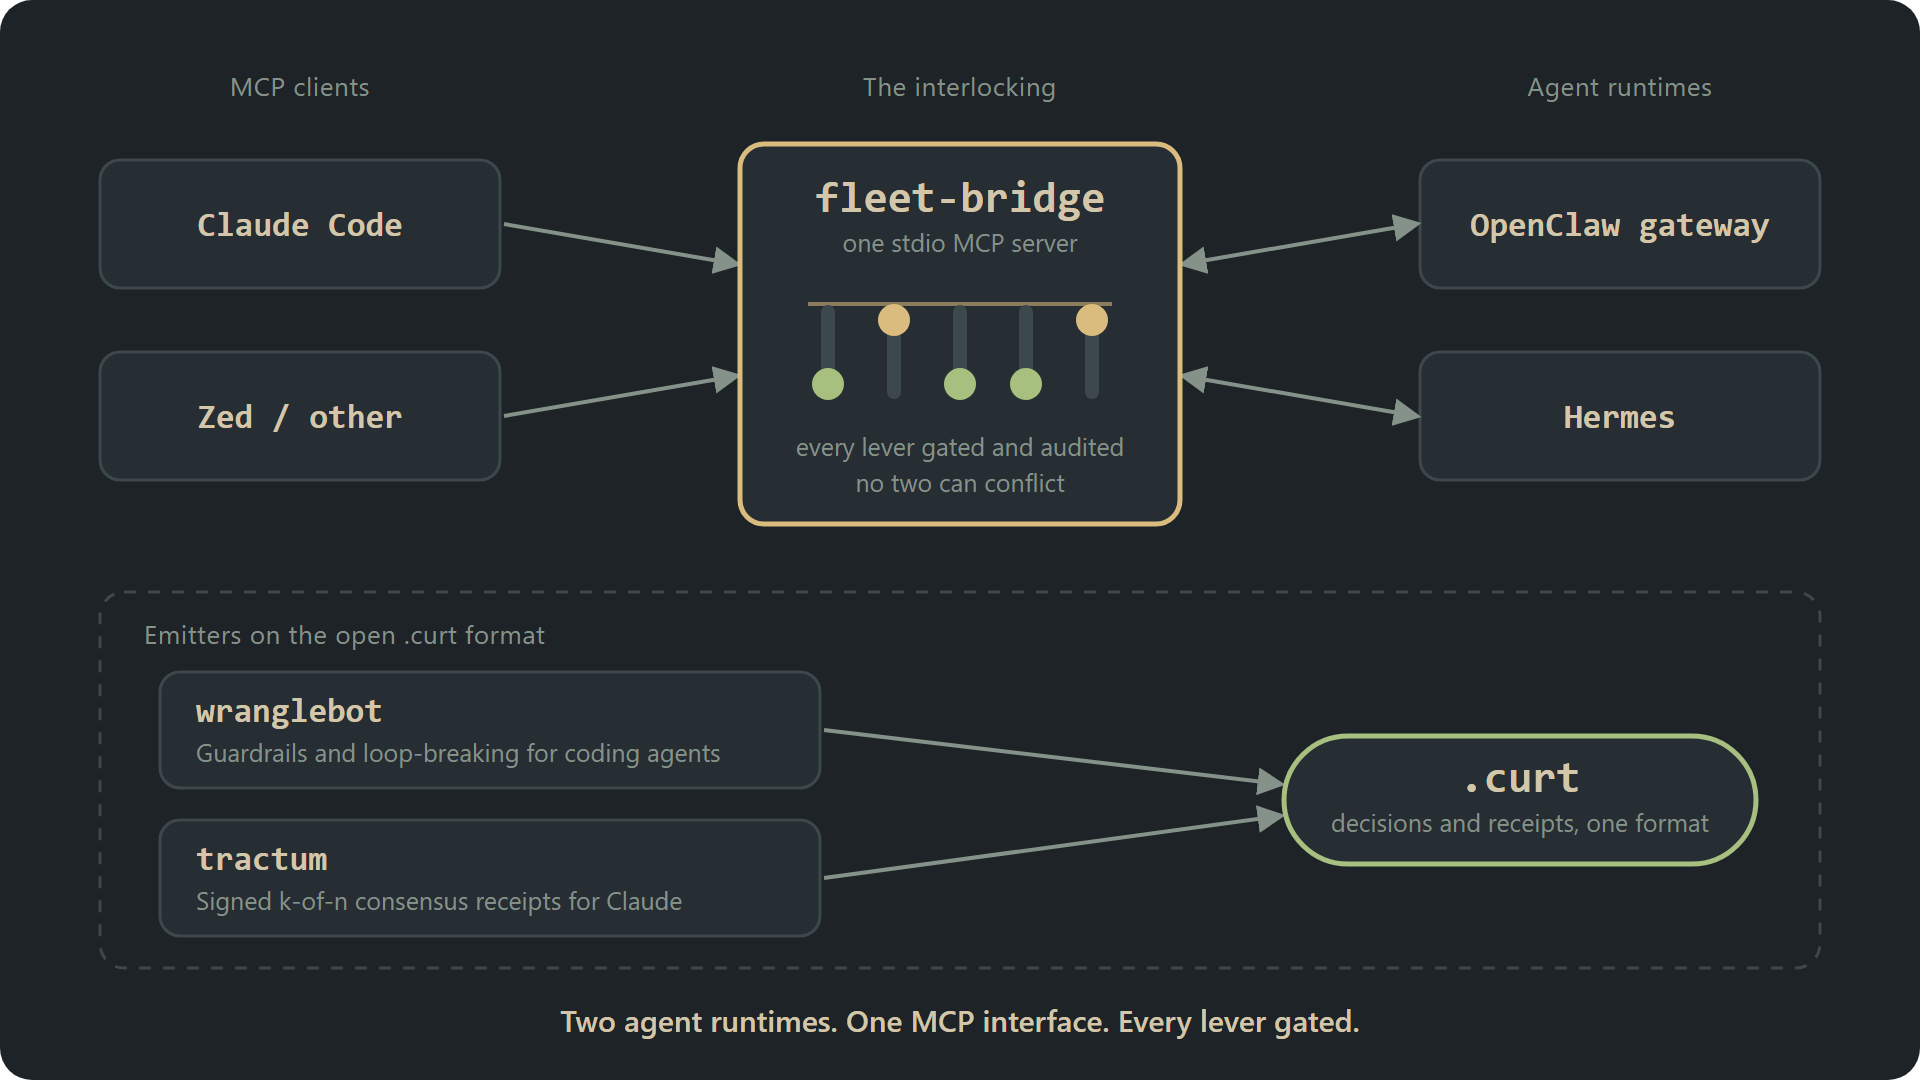 MCP clients
The interlocking
Agent runtimes
Claude Code
Zed / other
fleet-bridge
one stdio MCP server
every lever gated and audited
no two can conflict
OpenClaw gateway
Hermes
Emitters on the open .curt format
wranglebot
Guardrails and loop-breaking for coding agents
tractum
Signed k-of-n consensus receipts for Claude
.curt
decisions and receipts, one format
Two agent runtimes. One MCP interface. Every lever gated.